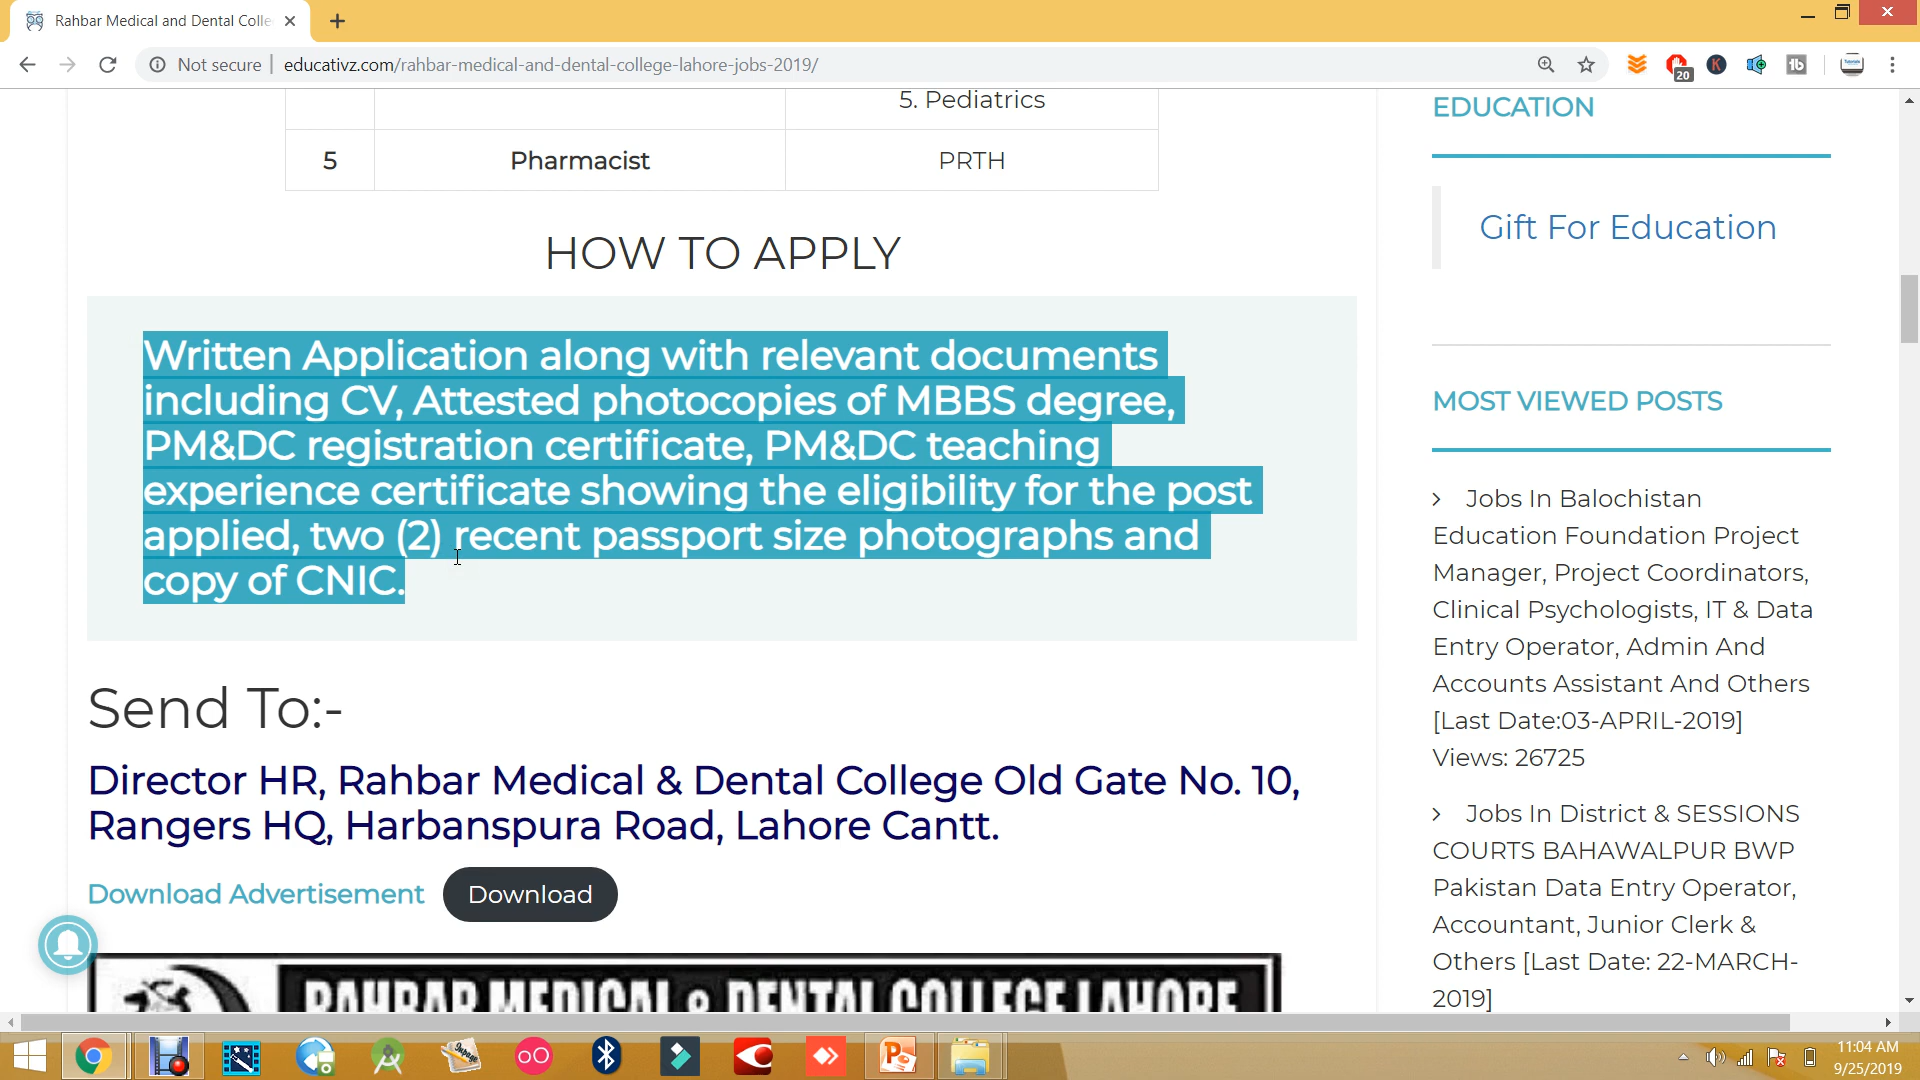 Rahbar Medical and Dental Colle
Not secure
educativz.com/rahbar-medical-and-dental-college-lahore-jobs-2019/
20
5. Pediatrics
5 Pharmacist PRTH
HOW TO APPLY
Written Application along with relevant documents
including CV, Attested photocopies of MBBS degree,
PM&DC registration certificate, PM&DC teaching
experience certificate showing the eligibility for the post
applied, two (2) recent passport size photographs and
copy of CNIC.
Send To:-
Director HR, Rahbar Medical & Dental College Old Gate No. 10,
Rangers HQ, Harbanspura Road, Lahore Cantt.
Download Advertisement Download
RAHBAR MEDICAL & DENTAL COLLEGE LAHORE
EDUCATION
Gift For Education
MOST VIEWED POSTS
Jobs In Balochistan
Education Foundation Project
Manager, Project Coordinators,
Clinical Psychologists, IT & Data
Entry Operator, Admin And
Accounts Assistant And Others
[Last Date:03-APRIL-2019]
Views: 26725
Jobs In District & SESSIONS
COURTS BAHAWALPUR BWP
Pakistan Data Entry Operator,
Accountant, Junior Clerk &
Others [Last Date: 22-MARCH-
2019]
11:04 AM
9/25/2019